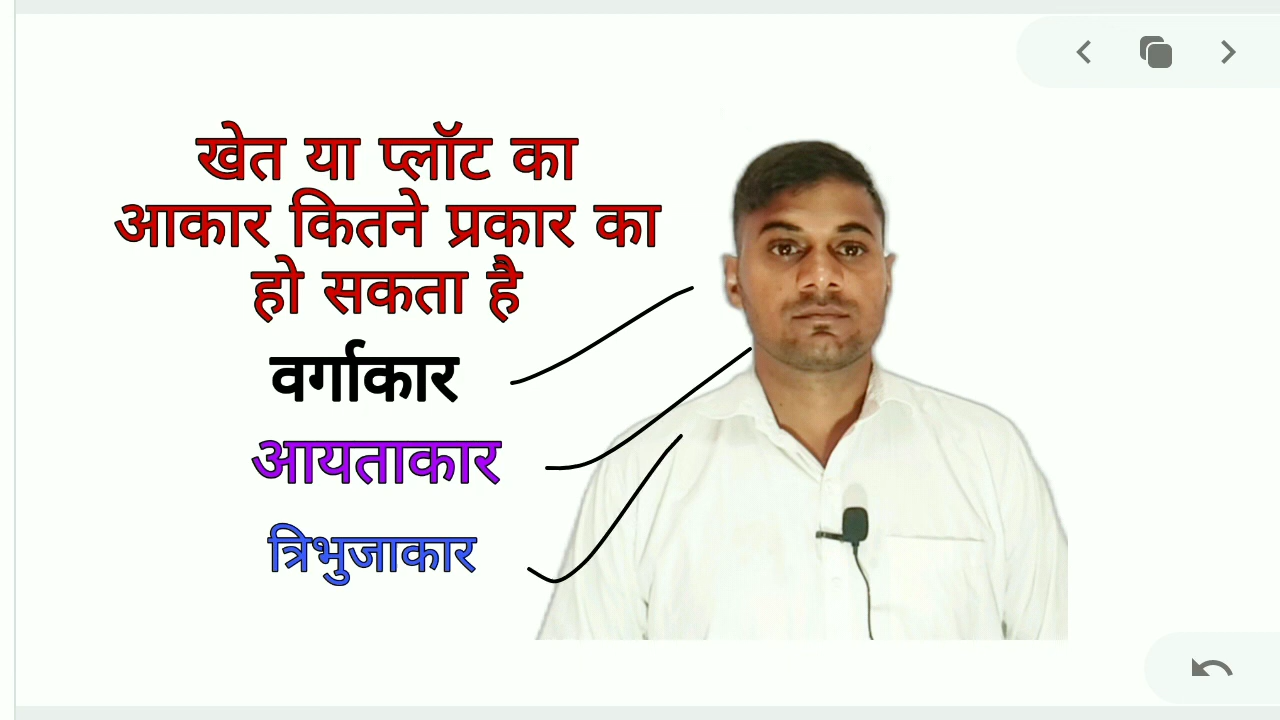 खेत या प्लॉट का
आकार कितने प्रकार का
हो सकता है
वर्गाकार
आयताकार
त्रिभुजाकार